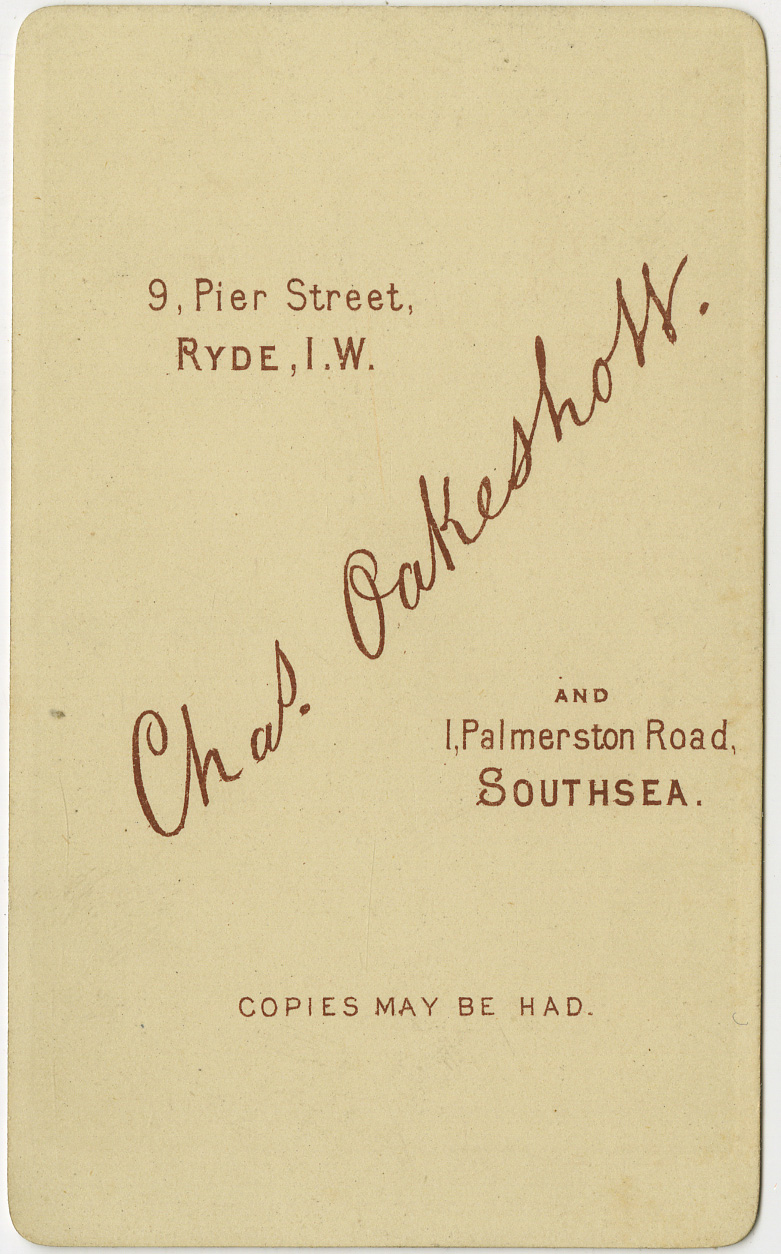 9, Pier Street,
RYDE, I.W.
Chas. Oakeshott.
AND
1, Palmerston Road,
SOUTHSEA.
COPIES MAY BE HAD.